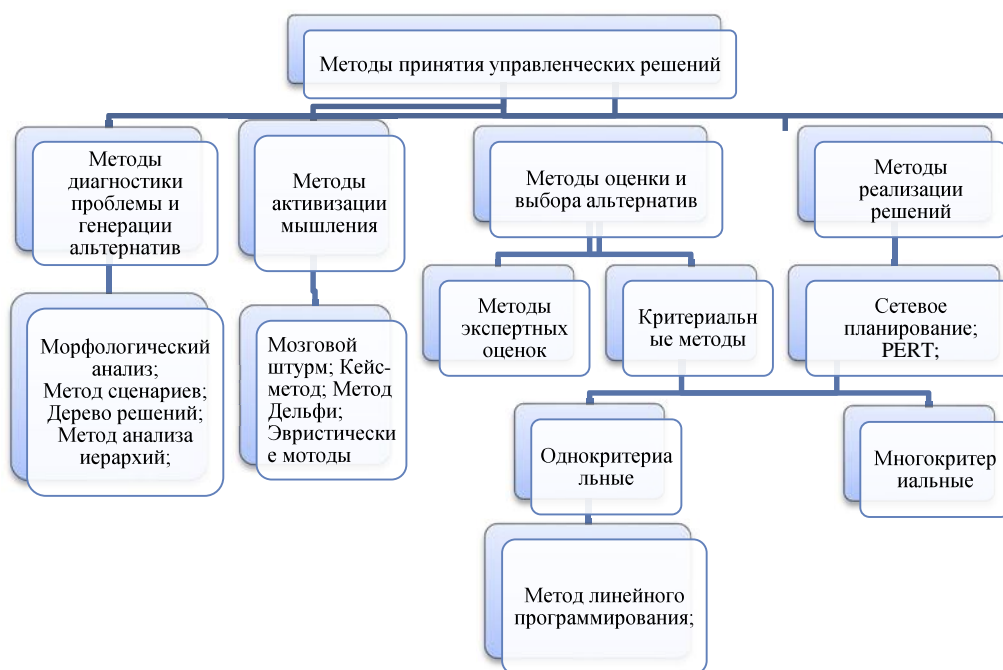 Методы принятия управленческих решений
Методы
диагностики
проблемы и
генерации
альтернатив
Методы
активизации
мышления
Методы оценки и
выбора альтернатив
Методы
реализации
решений
Морфологический
анализ;
Метод сценариев;
Дерево решений;
Метод анализа
иерархий;
Мозговой
штурм; Кейс-
метод; Метод
Дельфи;
Эвристически
е мотоды
Методы
экспертных
оценок
Критериальн
ые методы
Сетевое
планирование;
PERT;
Однокритериа
льные
Многокритер
иальные
Метод линейного
программирования;